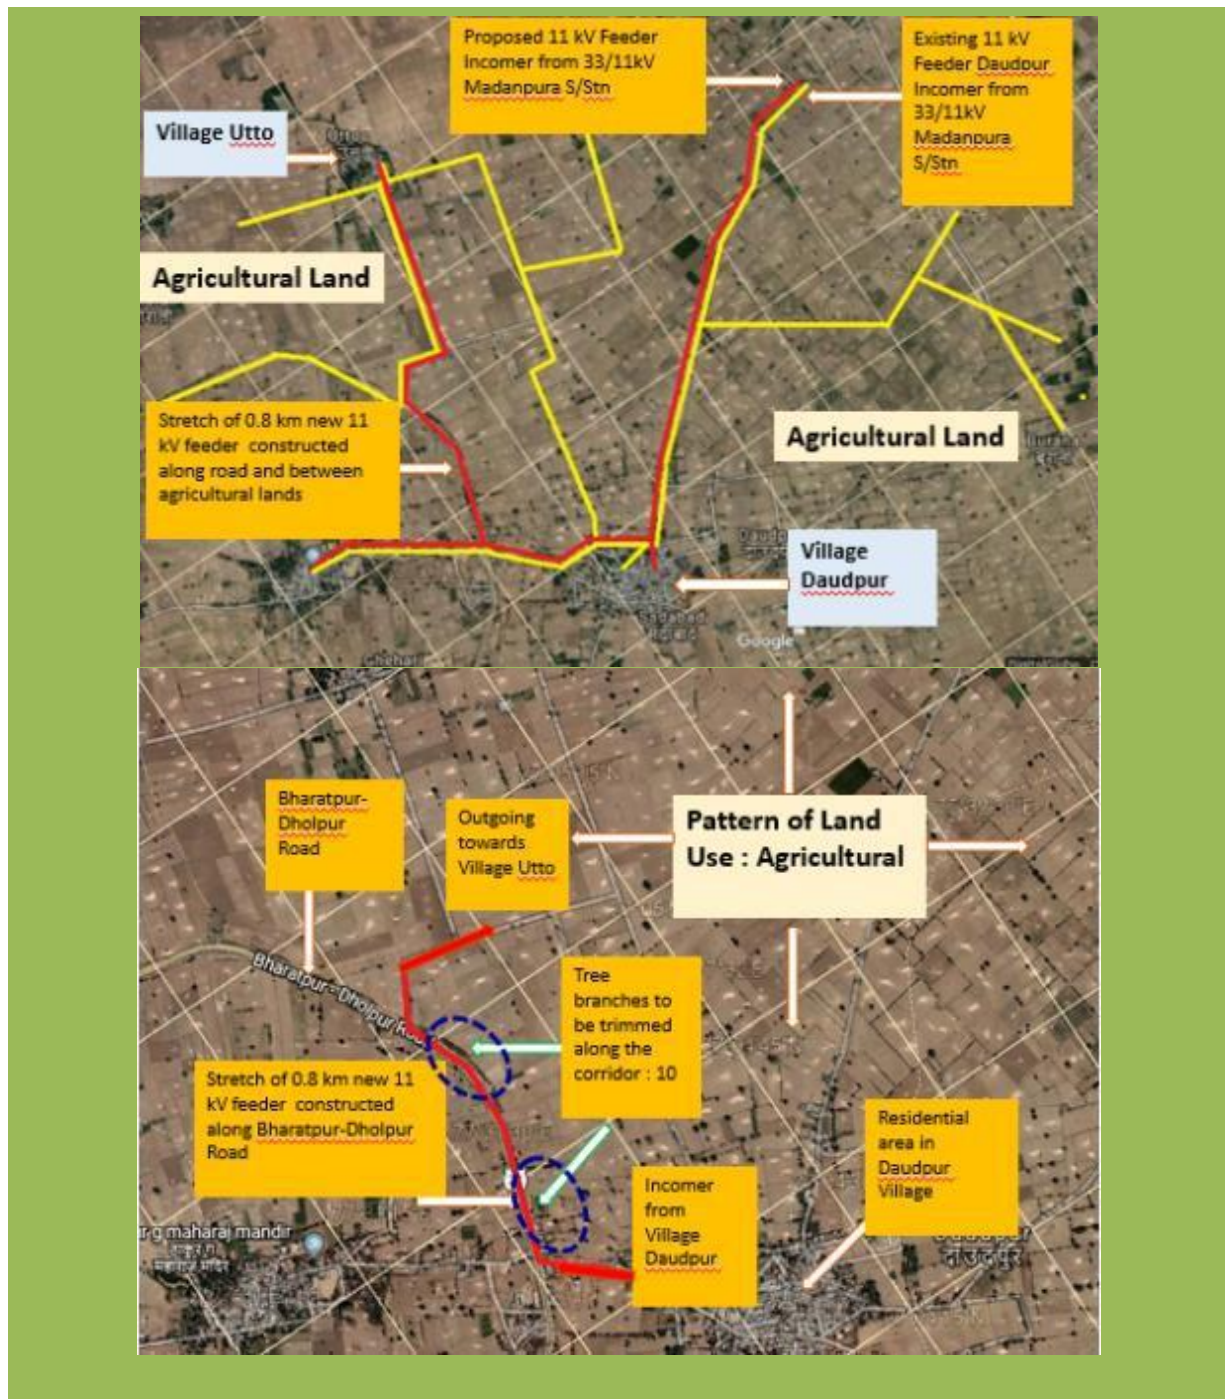 Proposed 11 kV Feeder
Incomer from 33/11kV
Madanpura S/Stn
Existing 11 kV
Feeder Daudpur
Incomer from
33/11kV
Madanpura
S/Stn
Village Utto
Agricultural Land
Stretch of 0.8 km new 11
kV feeder constructed
along road and between
agricultural lands
Agricultural Land
Village
Daudpur
Google
Bharatpur-
Dholpur
Road
Outgoing
towards
Village Utto
Pattern of Land
Use : Agricultural
Bharatpur - Dholpur Road
Tree
branches to
be trimmed
along the
corridor : 10
Stretch of 0.8 km new 11
kV feeder constructed
along Bharatpur-Dholpur
Road
Residential
area in
Daudpur
Village
Incomer
from
Village
Daudpur
r g maharaj mandir
दाउदपुर